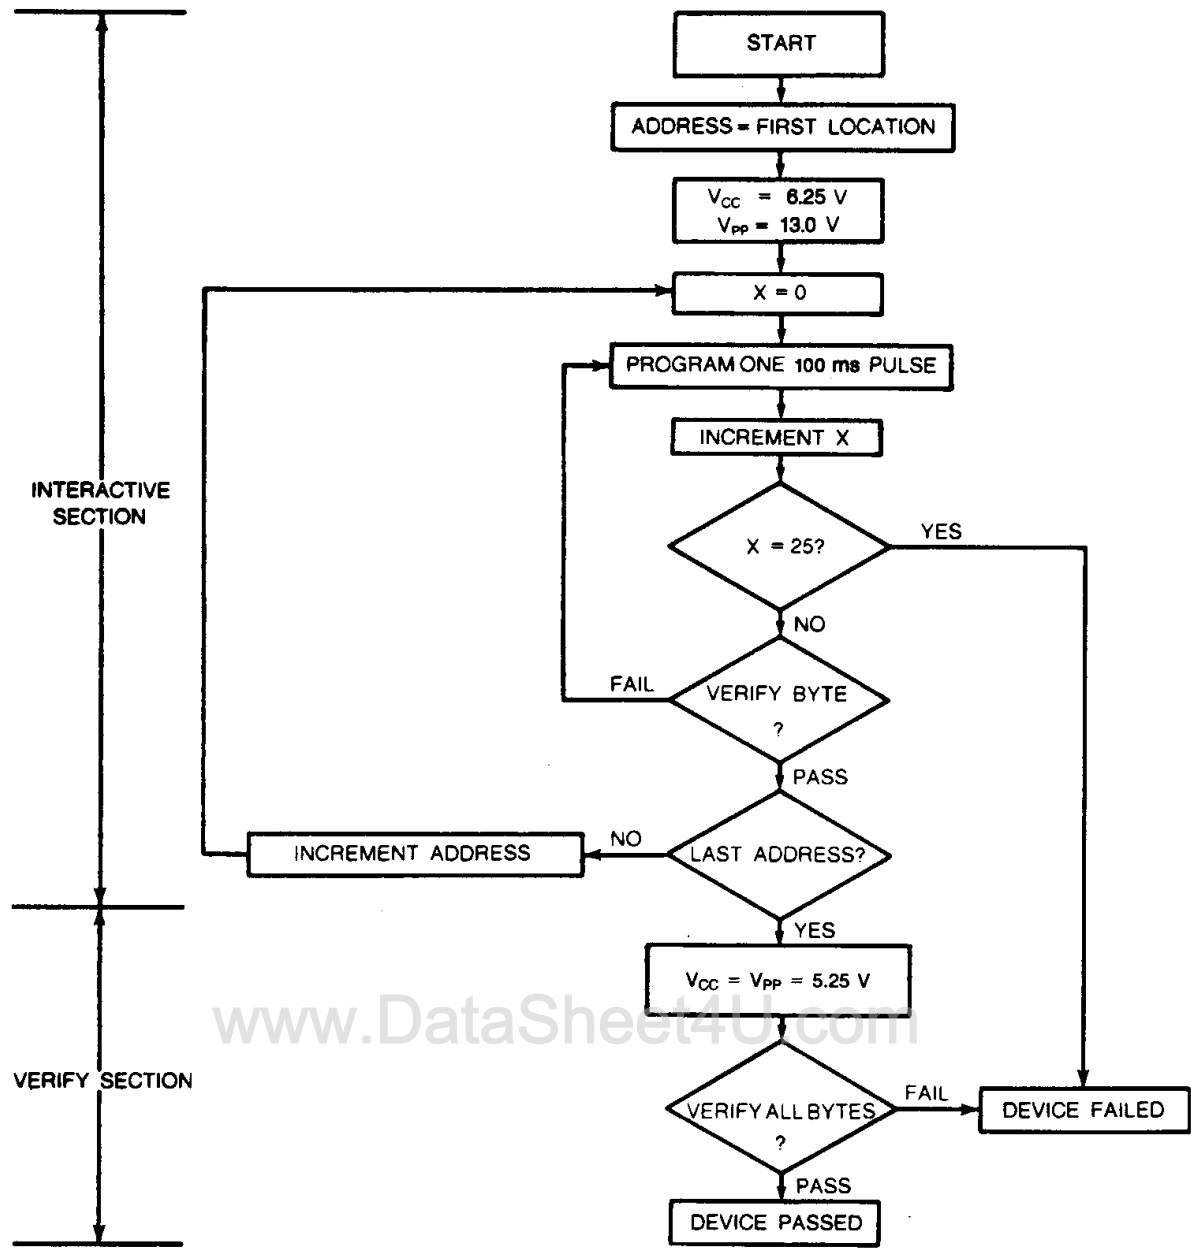 START
ADDRESS = FIRST LOCATION
VCC = 6.25 V
VPP = 13.0 V
X = 0
PROGRAM ONE 100 ms PULSE
INCREMENT X
INTERACTIVE
SECTION
X = 25?
YES
NO
FAIL
VERIFY BYTE
?
PASS
NO
INCREMENT ADDRESS
LAST ADDRESS?
YES
VCC = VPP = 5.25 V
www.DataSheet4U.com
VERIFY SECTION
VERIFY ALL BYTES
?
FAIL
DEVICE FAILED
PASS
DEVICE PASSED